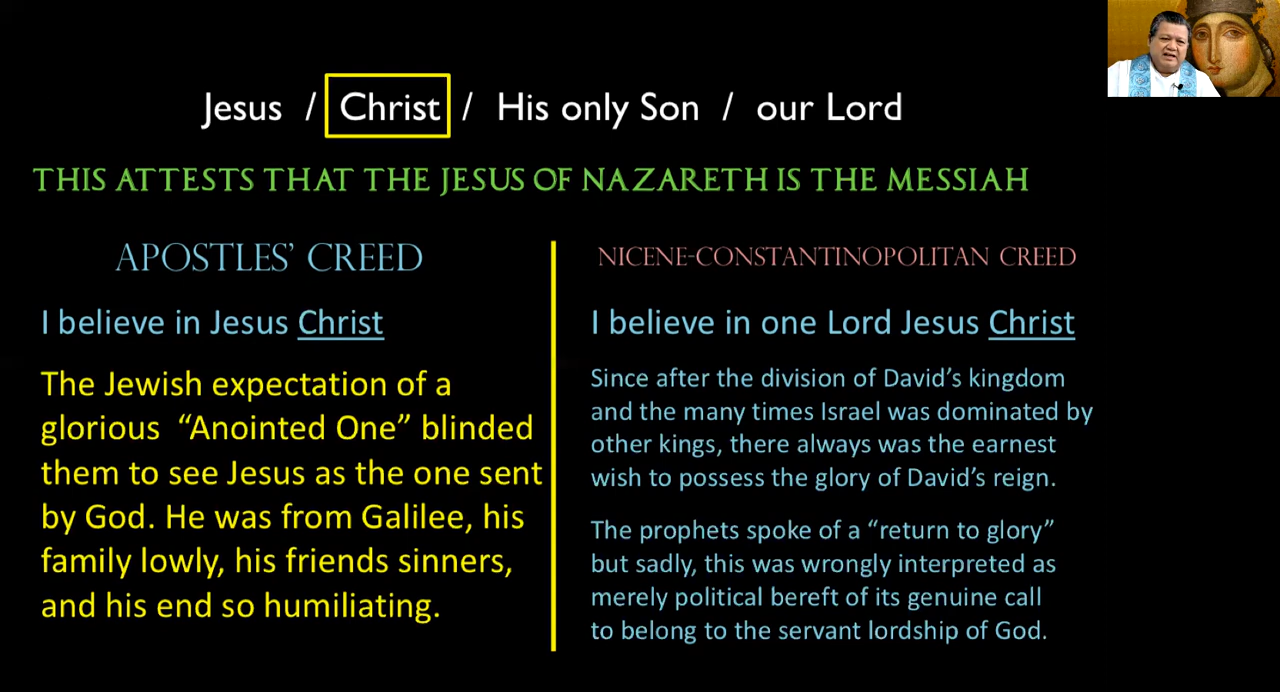 Jesus / Christ / His only Son / our Lord
THIS ATTESTS THAT THE JESUS OF NAZARETH IS THE MESSIAH
APOSTLES’ CREED
I believe in Jesus Christ
The Jewish expectation of a
glorious “Anointed One” blinded
them to see Jesus as the one sent
by God. He was from Galilee, his
family lowly, his friends sinners,
and his end so humiliating.
NICENE-CONSTANTINOPOLITAN CREED
I believe in one Lord Jesus Christ
Since after the division of David’s kingdom
and the many times Israel was dominated by
other kings, there always was the earnest
wish to possess the glory of David’s reign.
The prophets spoke of a “return to glory”
but sadly, this was wrongly interpreted as
merely political bereft of its genuine call
to belong to the servant lordship of God.